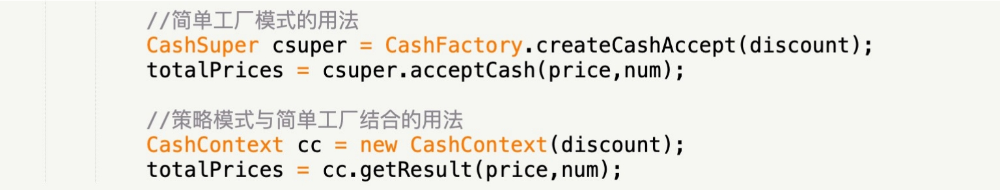 //简单工厂模式的用法
CashSuper csuper = CashFactory.createCashAccept(discount);
totalPrices = csuper.acceptCash(price,num);
//策略模式与简单工厂结合的用法
CashContext cc = new CashContext(discount);
totalPrices = cc.getResult(price,num);